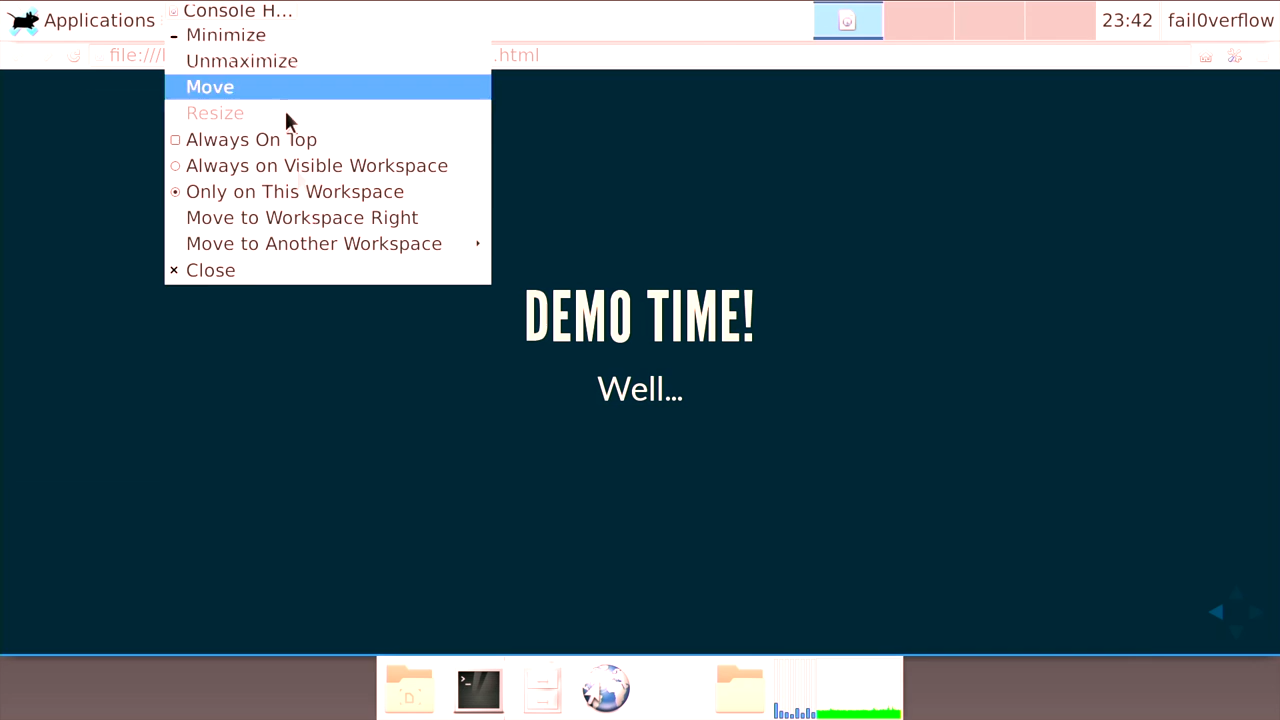 Applications
Console H...
23:42
fail0verflow
Minimize
file:///
.html
Unmaximize
Move
Resize
Always On Top
Always on Visible Workspace
Only on This Workspace
Move to Workspace Right
Move to Another Workspace
Close
DEMO TIME!
Well...
>_